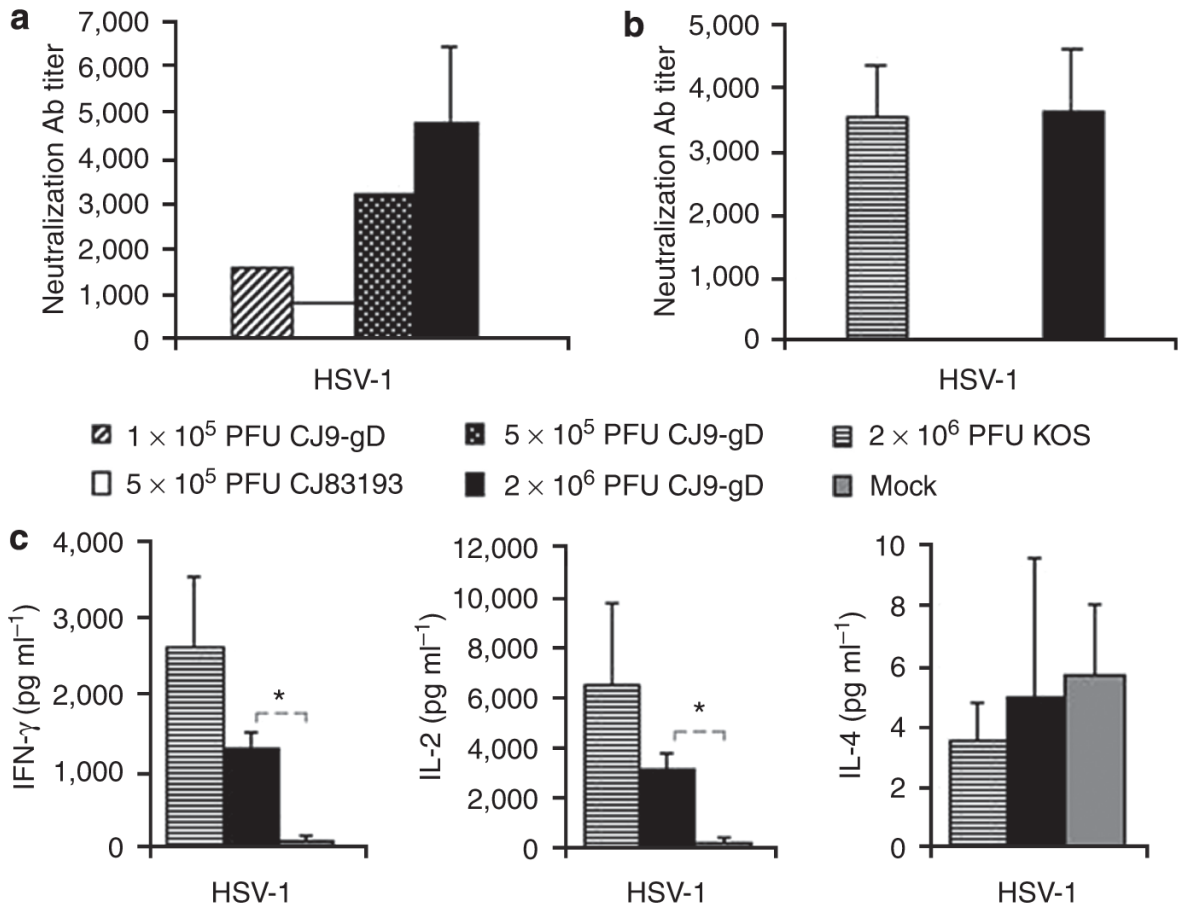 a
Neutralization Ab titer
7,000
6,000
5,000
4,000
3,000
2,000
1,000
0
HSV-1
b
Neutralization Ab titer
5,000
4,000
3,000
2,000
1,000
0
HSV-1
1 × 10⁵ PFU CJ9-gD
5 × 10⁵ PFU CJ9-gD
2 × 10⁶ PFU KOS
5 × 10⁵ PFU CJ83193
2 × 10⁶ PFU CJ9-gD
Mock
c
IFN-γ (pg ml⁻¹)
4,000
3,000
2,000
1,000
0
*
HSV-1
IL-2 (pg ml⁻¹)
12,000
10,000
8,000
6,000
4,000
2,000
0
*
HSV-1
IL-4 (pg ml⁻¹)
10
8
6
4
2
0
HSV-1